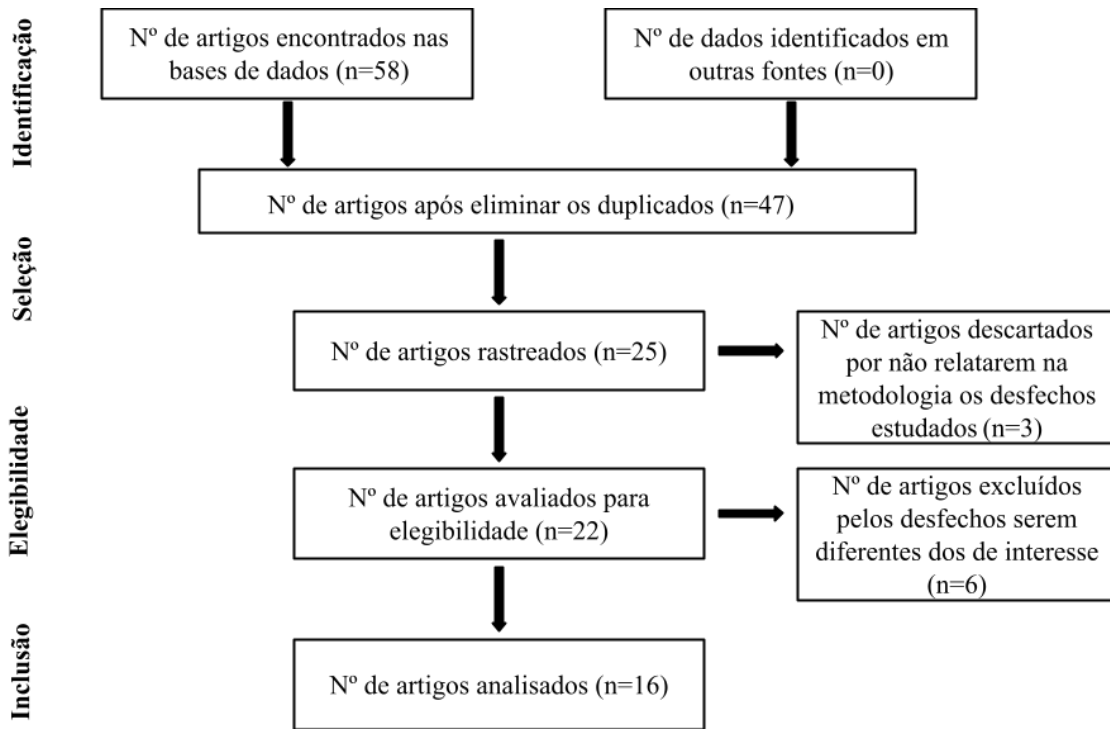 Identificação
Nº de artigos encontrados nas
bases de dados (n=58)
Nº de dados identificados em
outras fontes (n=0)
Nº de artigos após eliminar os duplicados (n=47)
Seleção
Nº de artigos rastreados (n=25)
Nº de artigos descartados
por não relatarem na
metodologia os desfechos
estudados (n=3)
Elegibilidade
Nº de artigos avaliados para
elegibilidade (n=22)
Nº de artigos excluídos
pelos desfechos serem
diferentes dos de interesse
(n=6)
Inclusão
Nº de artigos analisados (n=16)